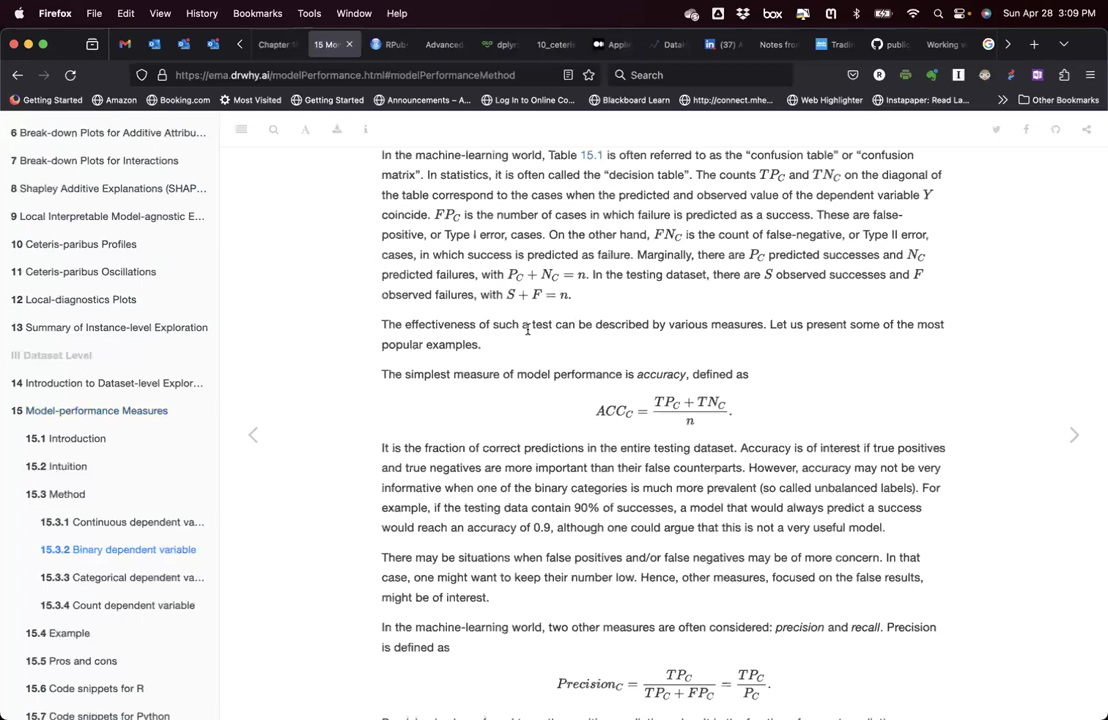 Firefox File Edit View History Bookmarks Tools Window Help box Sun Apr 28 3:09 PM
Chapter 15 Mo RPub Advanced dplyr 10_ceteris Applic Data (37) Notes from Tradi public Working w
https://ema.drwhy.ai/modelPerformance.html#modelPerformanceMethod Search
Getting Started Amazon Booking.com Most Visited Getting Started Announcements – A... Log In to Online Co... Blackboard Learn http://connect.mhe... Web Highlighter Instapaper: Read La... Other Bookmarks
6 Break-down Plots for Additive Attribu...
7 Break-down Plots for Interactions
8 Shapley Additive Explanations (SHAP...
9 Local Interpretable Model-agnostic E...
10 Ceteris-paribus Profiles
11 Ceteris-paribus Oscillations
12 Local-diagnostics Plots
13 Summary of Instance-level Exploration
III Dataset Level
14 Introduction to Dataset-level Explor...
15 Model-performance Measures
15.1 Introduction
15.2 Intuition
15.3 Method
15.3.1 Continuous dependent va...
15.3.2 Binary dependent variable
15.3.3 Categorical dependent va...
15.3.4 Count dependent variable
15.4 Example
15.5 Pros and cons
15.6 Code snippets for R
15.7 Code snippets for Python
In the machine-learning world, Table 15.1 is often referred to as the “confusion table” or “confusion
matrix”. In statistics, it is often called the “decision table”. The counts TP_C and TN_C on the diagonal of
the table correspond to the cases when the predicted and observed value of the dependent variable Y
coincide. FP_C is the number of cases in which failure is predicted as a success. These are false-
positive, or Type I error, cases. On the other hand, FN_C is the count of false-negative, or Type II error,
cases, in which success is predicted as failure. Marginally, there are P_C predicted successes and N_C
predicted failures, with P_C + N_C = n. In the testing dataset, there are S observed successes and F
observed failures, with S + F = n.
The effectiveness of such a test can be described by various measures. Let us present some of the most
popular examples.
The simplest measure of model performance is accuracy, defined as
ACC_C = (TP_C + TN_C) / n.
It is the fraction of correct predictions in the entire testing dataset. Accuracy is of interest if true positives
and true negatives are more important than their false counterparts. However, accuracy may not be very
informative when one of the binary categories is much more prevalent (so called unbalanced labels). For
example, if the testing data contain 90% of successes, a model that would always predict a success
would reach an accuracy of 0.9, although one could argue that this is not a very useful model.
There may be situations when false positives and/or false negatives may be of more concern. In that
case, one might want to keep their number low. Hence, other measures, focused on the false results,
might be of interest.
In the machine-learning world, two other measures are often considered: precision and recall. Precision
is defined as
Precision_C = TP_C / (TP_C + FP_C) = TP_C / P_C.